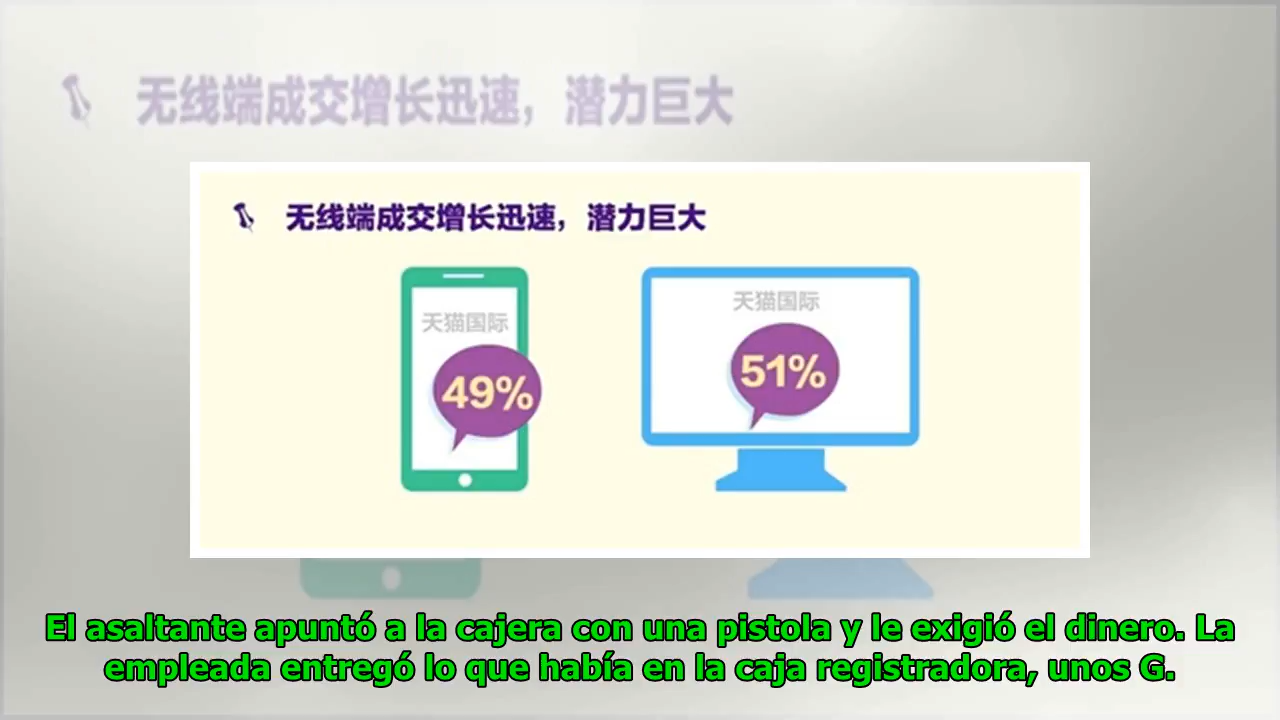 无线端成交增长迅速，潜力巨大
无线端成交增长迅速，潜力巨大
天猫国际
49%
天猫国际
51%
El asaltante apuntó a la cajera con una pistola y le exigió el dinero. La
empleada entregó lo que había en la caja registradora, unos G.